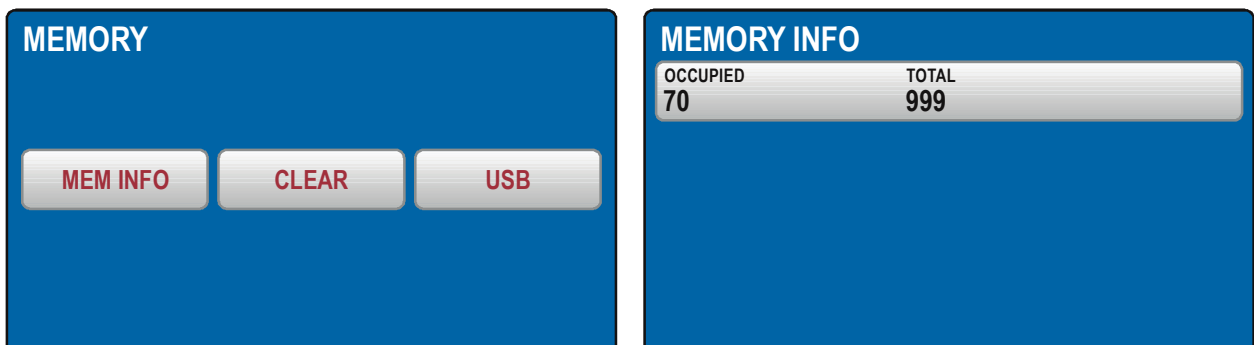 MEMORY
MEM INFO
CLEAR
USB
MEMORY INFO
OCCUPIED TOTAL
70 999